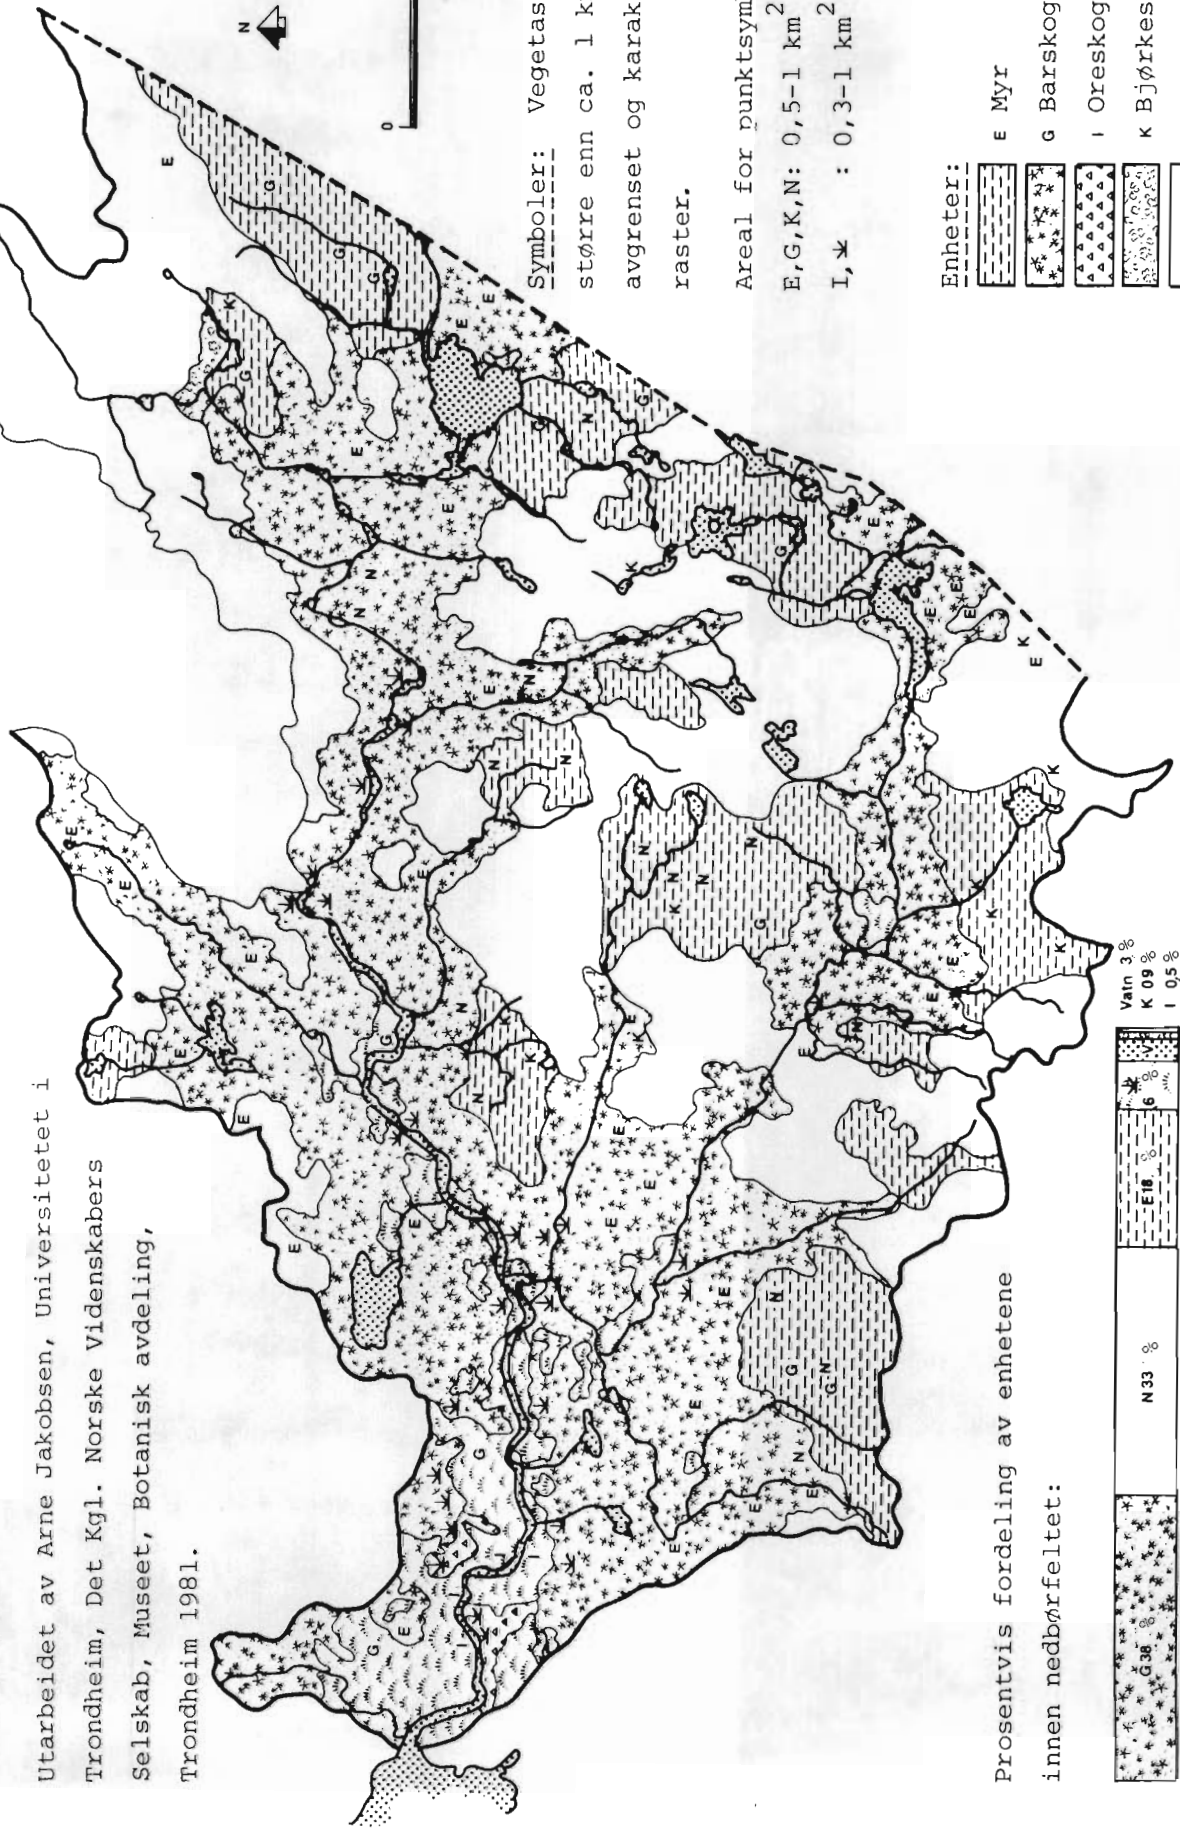 Utarbeidet av Arne Jakobsen, Universitetet i
Trondheim, Det Kgl. Norske Videnskabers
Selskab, Museet, Botanisk avdeling,
Trondheim 1981.
N
0
Symboler: Vegetas
større enn ca. 1 k
avgrenset og karak
raster.
Areal for punktsym
E,G,K,N: 0,5-1 km2
I, : 0,3-1 km2
Enheter:
E Myr
G Barskog
I Oreskog
K Bjørkes
Prosentvis fordeling av enhetene
innen nedbørfeltet:
G38 %
N33 %
E18 %
6 %
V
Vatn 3 %
K 09 %
I 0,5 %